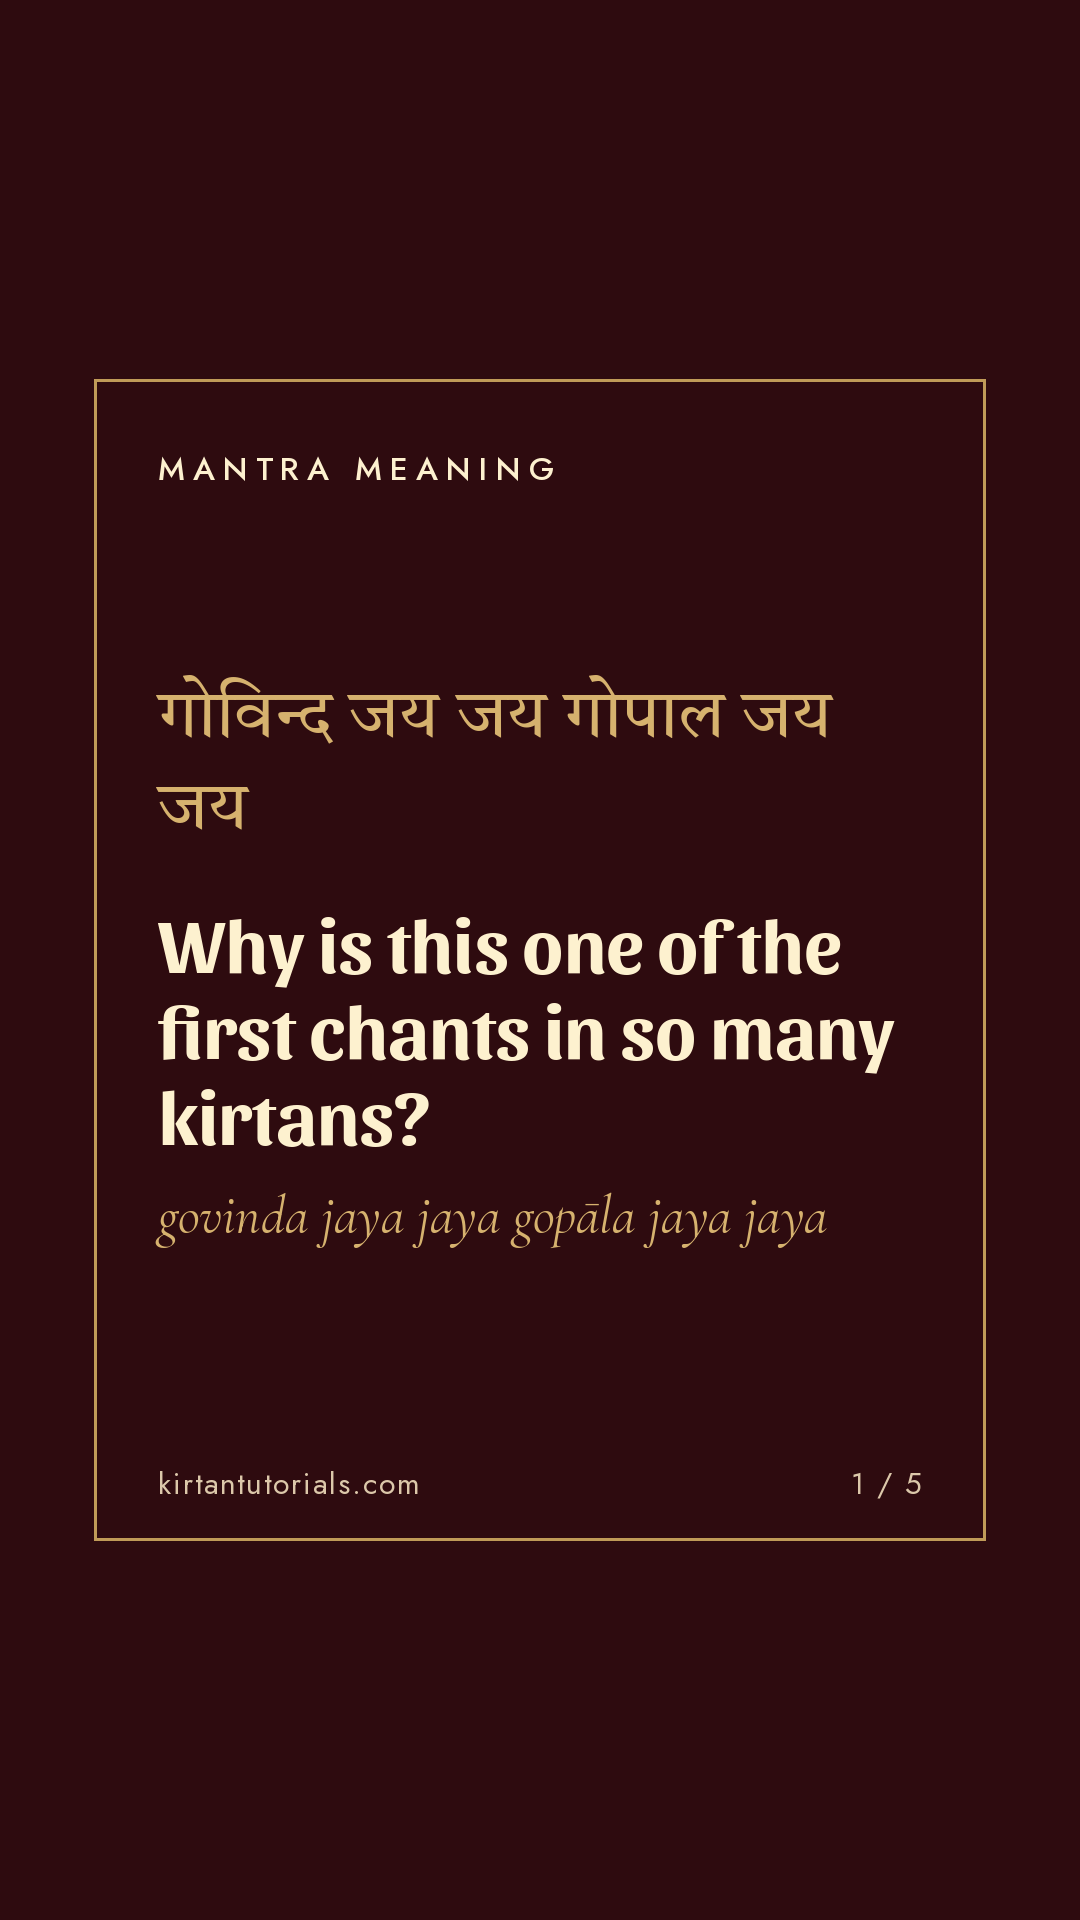 MANTRA MEANING
गोविन्द जय जय गोपाल जय
जय
Why is this one of the
first chants in so many
kirtans?
govinda jaya jaya gopāla jaya jaya
kirtantutorials.com
1 / 5